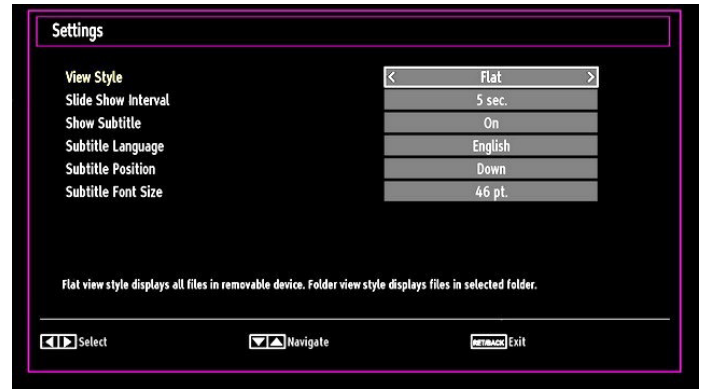 Settings
View Style < Flat >
Slide Show Interval 5 sec.
Show Subtitle On
Subtitle Language English
Subtitle Position Down
Subtitle Font Size 46 pt.
Flat view style displays all files in removable device. Folder view style displays files in selected folder.
Select Navigate RET/BACK Exit